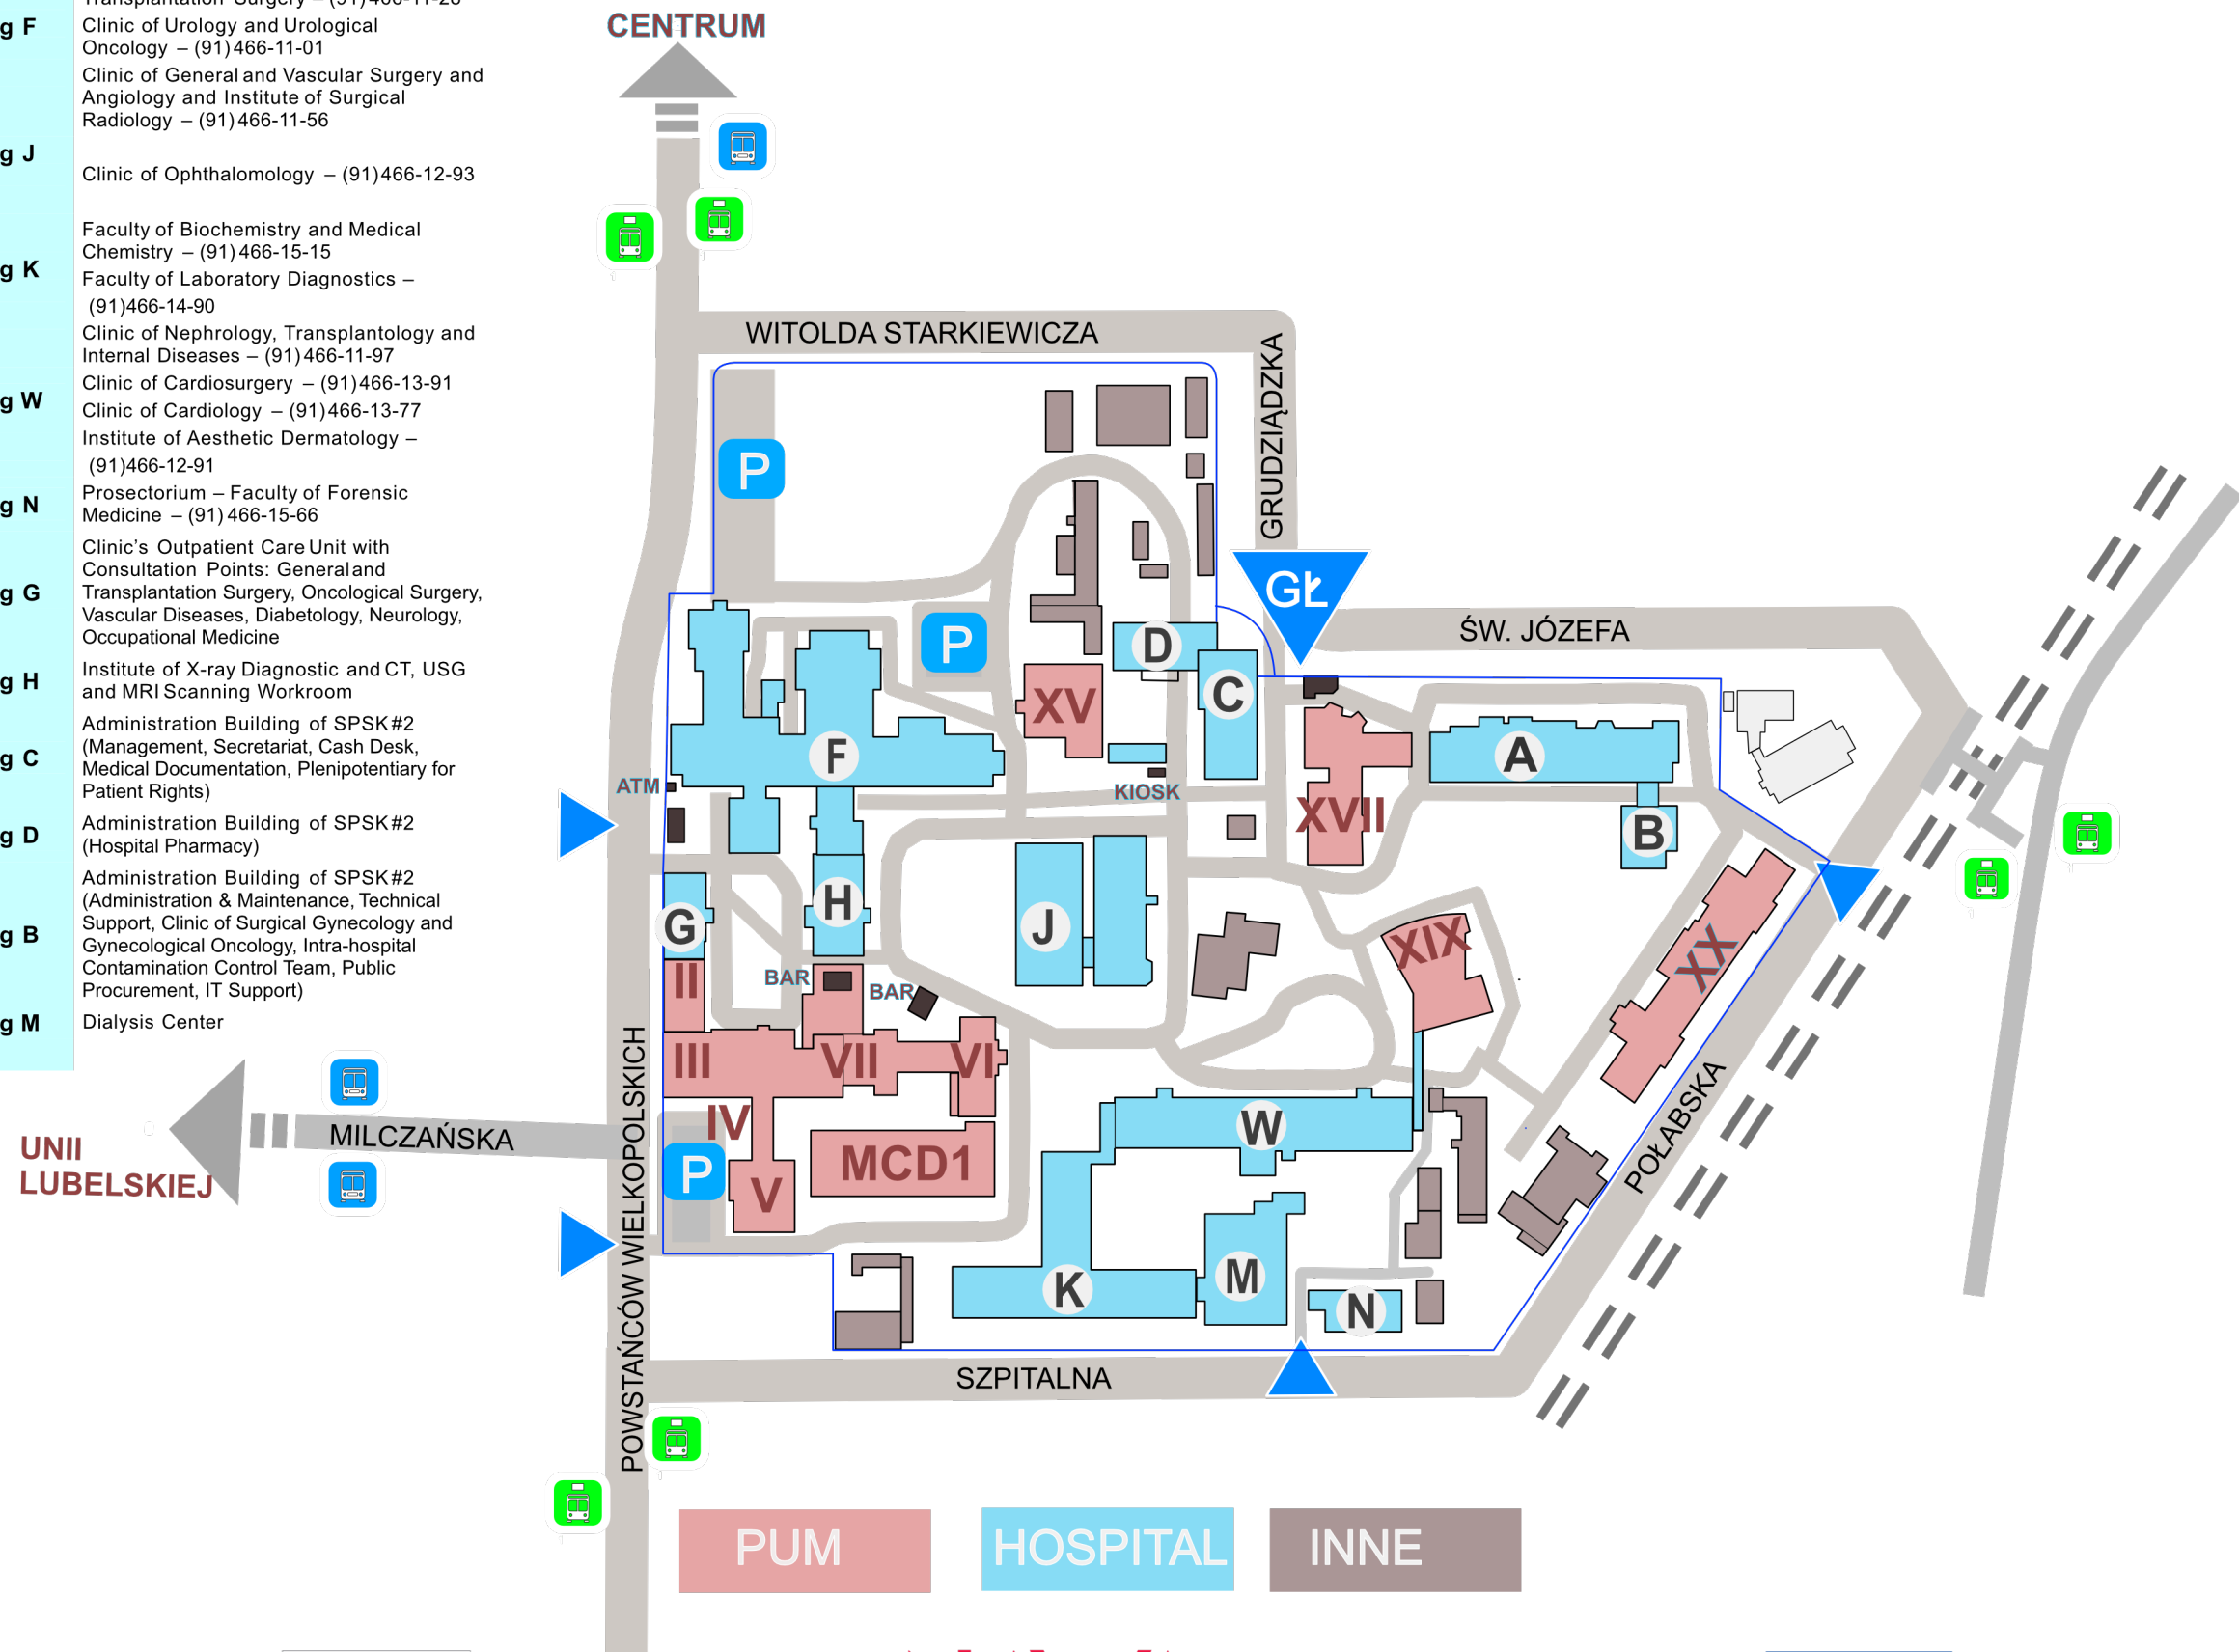 g F
Clinic of Urology and Urological
Oncology – (91) 466-11-01
Clinic of General and Vascular Surgery and
Angiology and Institute of Surgical
Radiology – (91) 466-11-56
g J
Clinic of Ophthalomology – (91) 466-12-93
Faculty of Biochemistry and Medical
Chemistry – (91) 466-15-15
g K
Faculty of Laboratory Diagnostics –
(91)466-14-90
Clinic of Nephrology, Transplantology and
Internal Diseases – (91) 466-11-97
Clinic of Cardiosurgery – (91) 466-13-91
g W
Clinic of Cardiology – (91) 466-13-77
Institute of Aesthetic Dermatology –
(91)466-12-91
g N
Prosectorium – Faculty of Forensic
Medicine – (91) 466-15-66
Clinic's Outpatient Care Unit with
Consultation Points: General and
g G
Transplantation Surgery, Oncological Surgery,
Vascular Diseases, Diabetology, Neurology,
Occupational Medicine
g H
Institute of X-ray Diagnostic and CT, USG
and MRI Scanning Workroom
Administration Building of SPSK #2
(Management, Secretariat, Cash Desk,
g C
Medical Documentation, Plenipotentiary for
Patient Rights)
g D
Administration Building of SPSK #2
(Hospital Pharmacy)
Administration Building of SPSK #2
(Administration & Maintenance, Technical
Support, Clinic of Surgical Gynecology and
g B
Gynecological Oncology, Intra-hospital
Contamination Control Team, Public
Procurement, IT Support)
g M
Dialysis Center
CENTRUM
WITOLDA STARKIEWICZA
GRUDZIĄDZKA
P
GŁ
ŚW. JÓZEFA
P
D
C
XV
F
A
ATM
KIOSK
XVII
B
H
G
J
XIX
XX
II
BAR
BAR
III
VII
VI
IV
W
POŁABSKA
MILCZAŃSKA
UNII
LUBELSKIEJ
P
MCD1
V
POWSTAŃCÓW WIELKOPOLSKICH
K
M
N
SZPITALNA
PUM
HOSPITAL
INNE